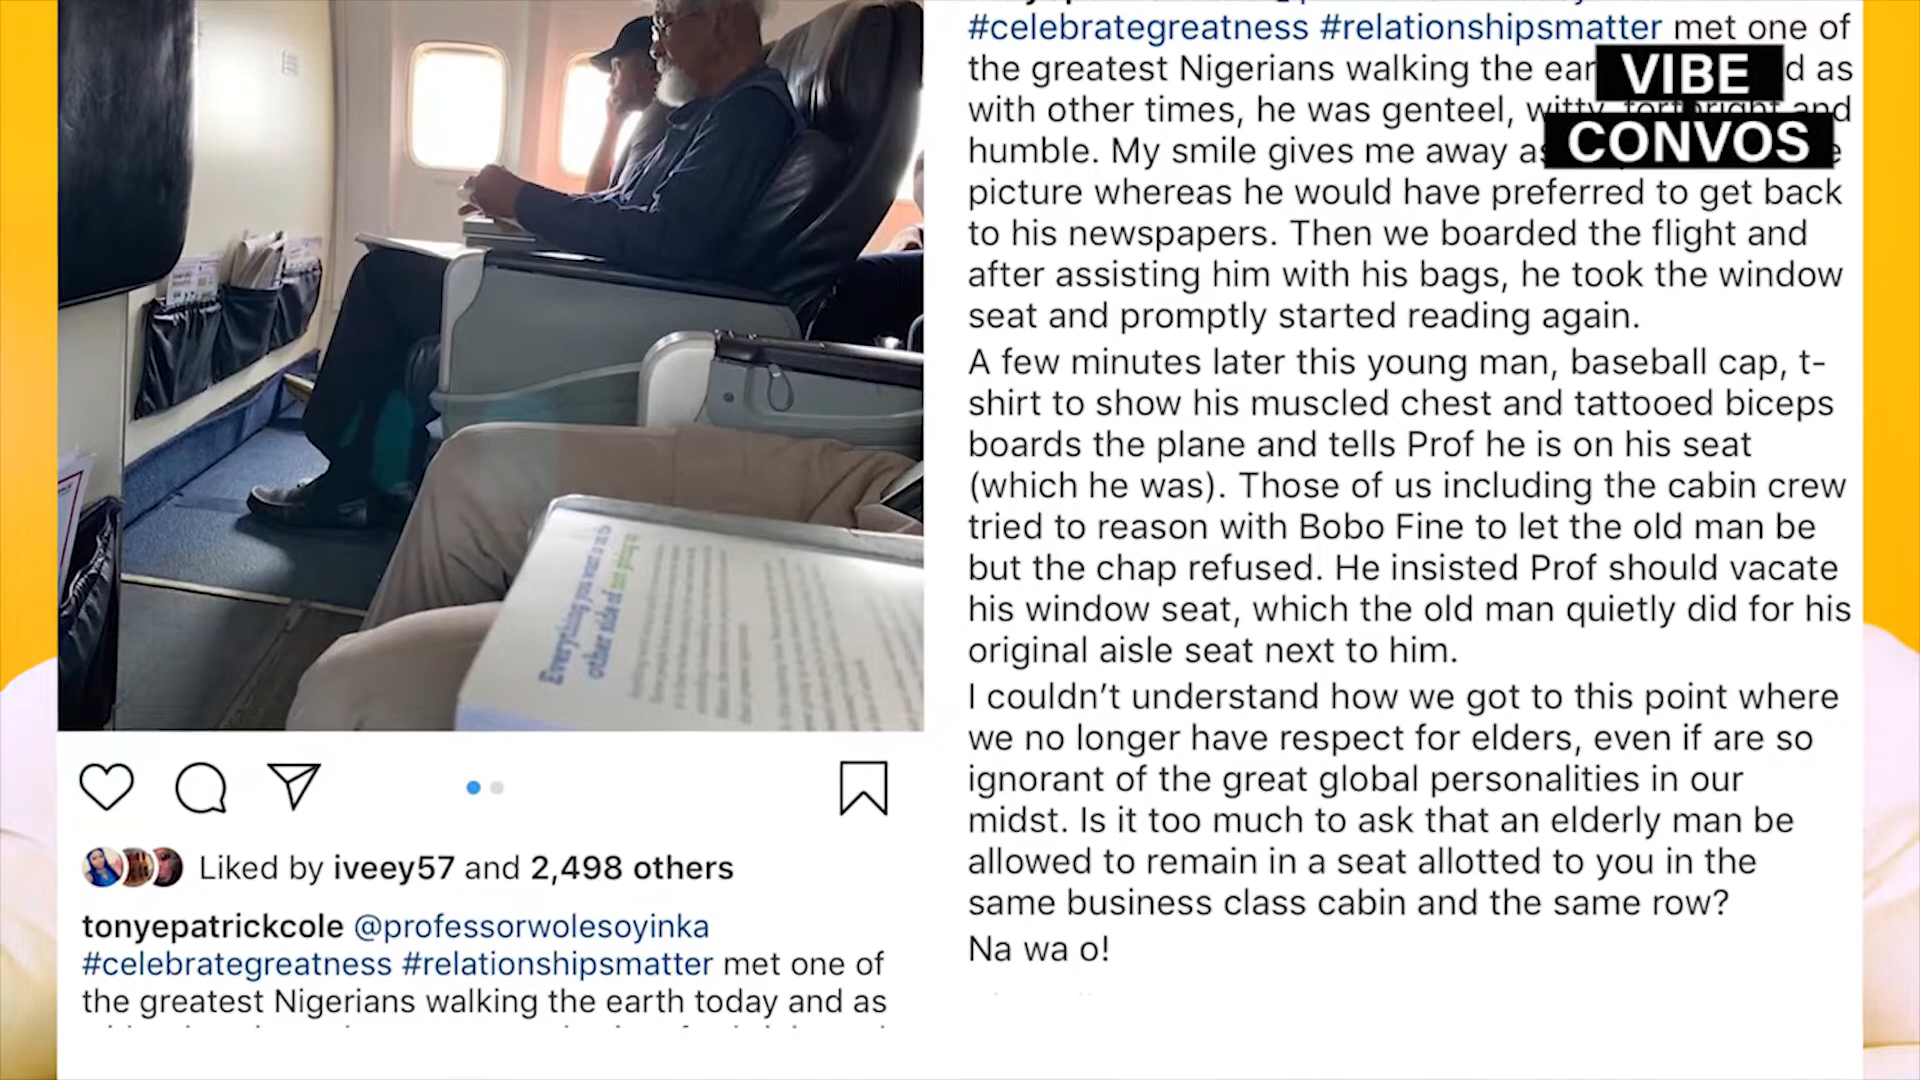 Everything you want is on the
other side of not giving up
Liked by iveey57 and 2,498 others
tonyepatrickcole @professorwolesoyinka
#celebrategreatness #relationshipsmatter met one of
the greatest Nigerians walking the earth today and as
#celebrategreatness #relationshipsmatter met one of
the greatest Nigerians walking the ear d as
with other times, he was genteel, witty, forthright and
humble. My smile gives me away
picture whereas he would have preferred to get back
to his newspapers. Then we boarded the flight and
after assisting him with his bags, he took the window
seat and promptly started reading again.
A few minutes later this young man, baseball cap, t-
shirt to show his muscled chest and tattooed biceps
boards the plane and tells Prof he is on his seat
(which he was). Those of us including the cabin crew
tried to reason with Bobo Fine to let the old man be
but the chap refused. He insisted Prof should vacate
his window seat, which the old man quietly did for his
original aisle seat next to him.
I couldn't understand how we got to this point where
we no longer have respect for elders, even if are so
ignorant of the great global personalities in our
midst. Is it too much to ask that an elderly man be
allowed to remain in a seat allotted to you in the
same business class cabin and the same row?
Na wa o!
VIBE
CONVOS